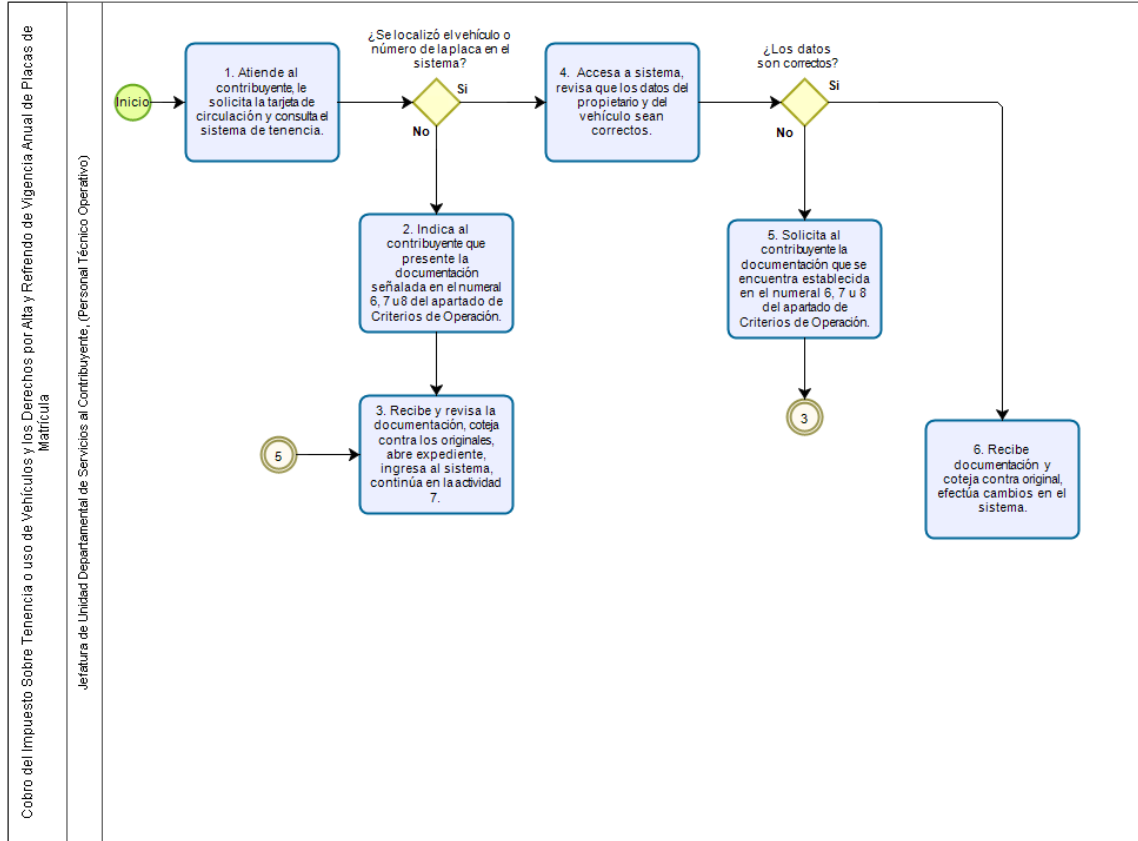 Cobro del Impuesto Sobre Tenencia o uso de Vehículos y los Derechos por Alta y Refrendo de Vigencia Anual de Placas de
Matrícula
Jefatura de Unidad Departamental de Servicios al Contribuyente, (Personal Técnico Operativo)
Inicio
1. Atiende al
contribuyente, le
solicita la tarjeta de
circulación y consulta el
sistema de tenencia.
¿Se localizó el vehículo o
número de la placa en el
sistema?
Si
No
4. Accesa a sistema,
revisa que los datos del
propietario y del
vehículo sean
correctos.
¿Los datos
son correctos?
Si
No
2. Indica al
contribuyente que
presente la
documentación
señalada en el numeral
6, 7 u8 del apartado de
Criterios de Operación.
5. Solicita al
contribuyente la
documentación que se
encuentra establecida
en el numeral 6, 7 u 8
del apartado de
Criterios de Operación.
5
3. Recibe y revisa la
documentación, coteja
contra los originales,
abre expediente,
ingresa al sistema,
continúa en la actividad
7.
3
6. Recibe
documentación y
coteja contra original,
efectúa cambios en el
sistema.